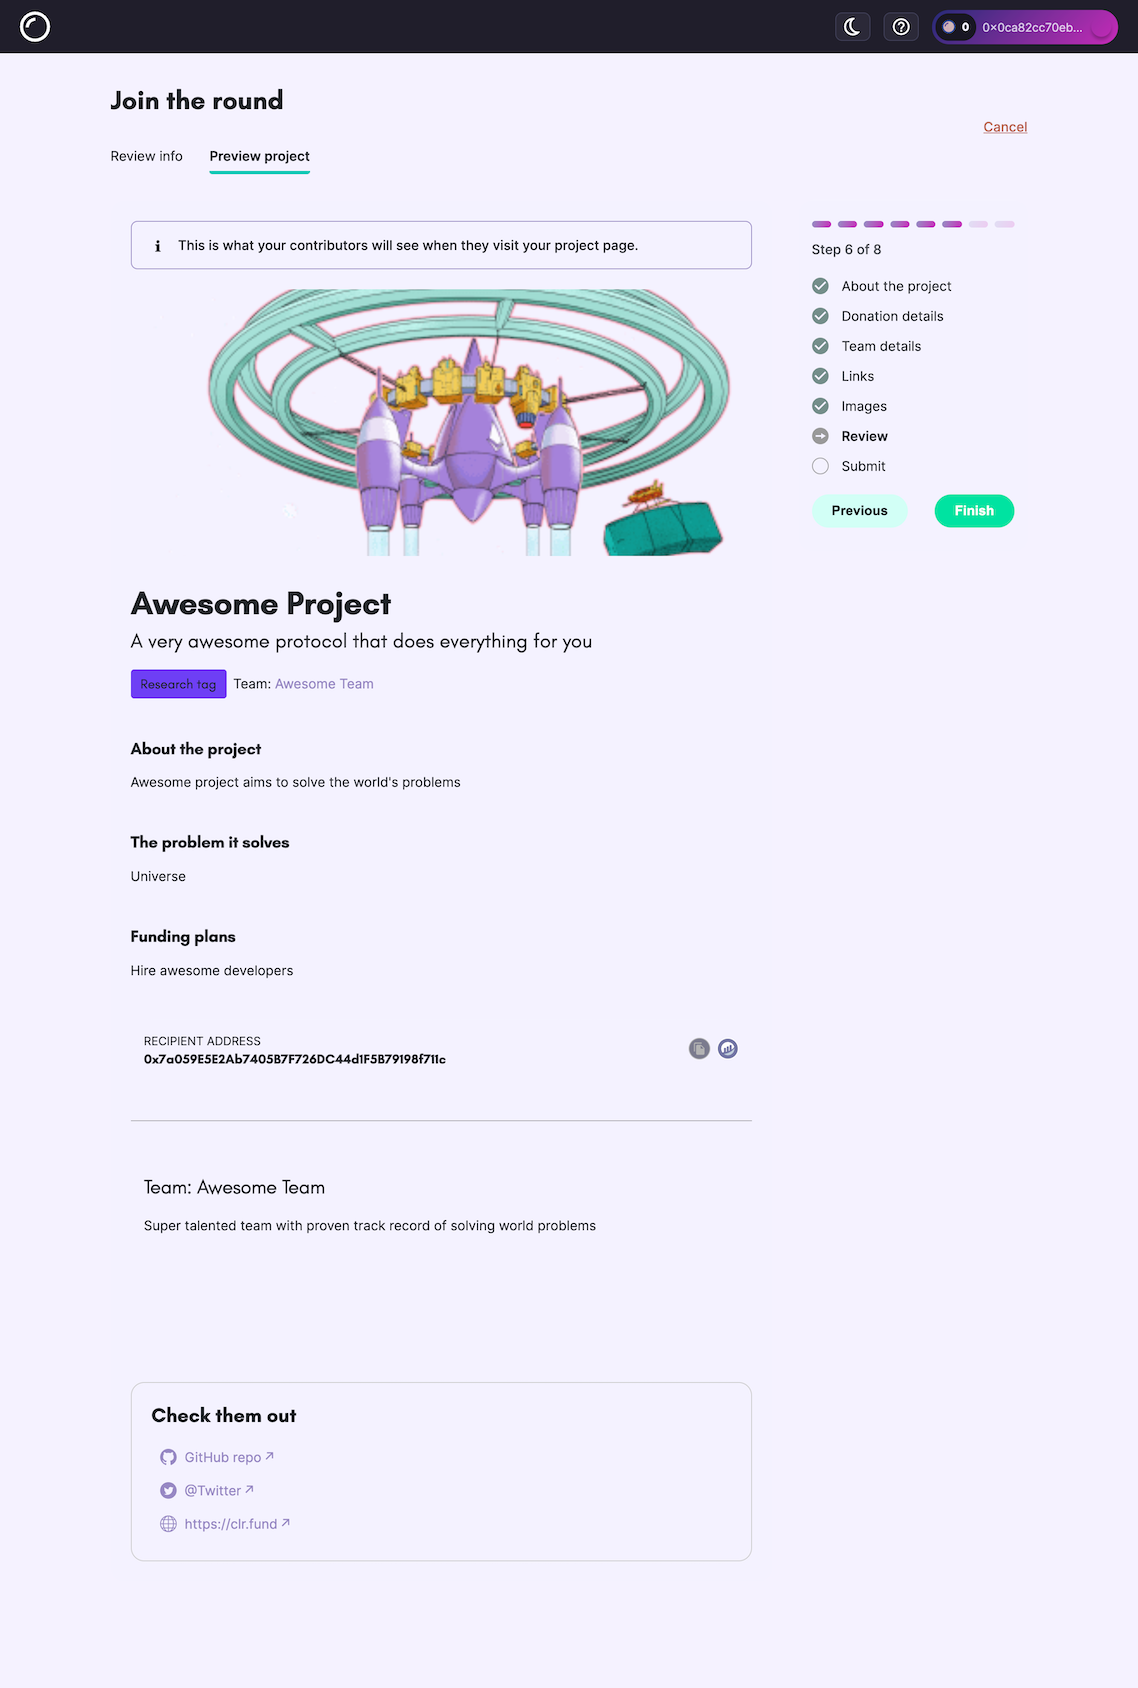 0
0x0ca82cc70eb...
Join the round
Cancel
Review info
Preview project
This is what your contributors will see when they visit your project page.
Step 6 of 8
About the project
Donation details
Team details
Links
Images
Review
Submit
Previous
Finish
Awesome Project
A very awesome protocol that does everything for you
Research tag
Team: Awesome Team
About the project
Awesome project aims to solve the world's problems
The problem it solves
Universe
Funding plans
Hire awesome developers
RECIPIENT ADDRESS
0x7a059E5E2Ab7405B7F726DC44d1F5B79198f711c
Team: Awesome Team
Super talented team with proven track record of solving world problems
Check them out
GitHub repo↗
@Twitter↗
https://clr.fund↗